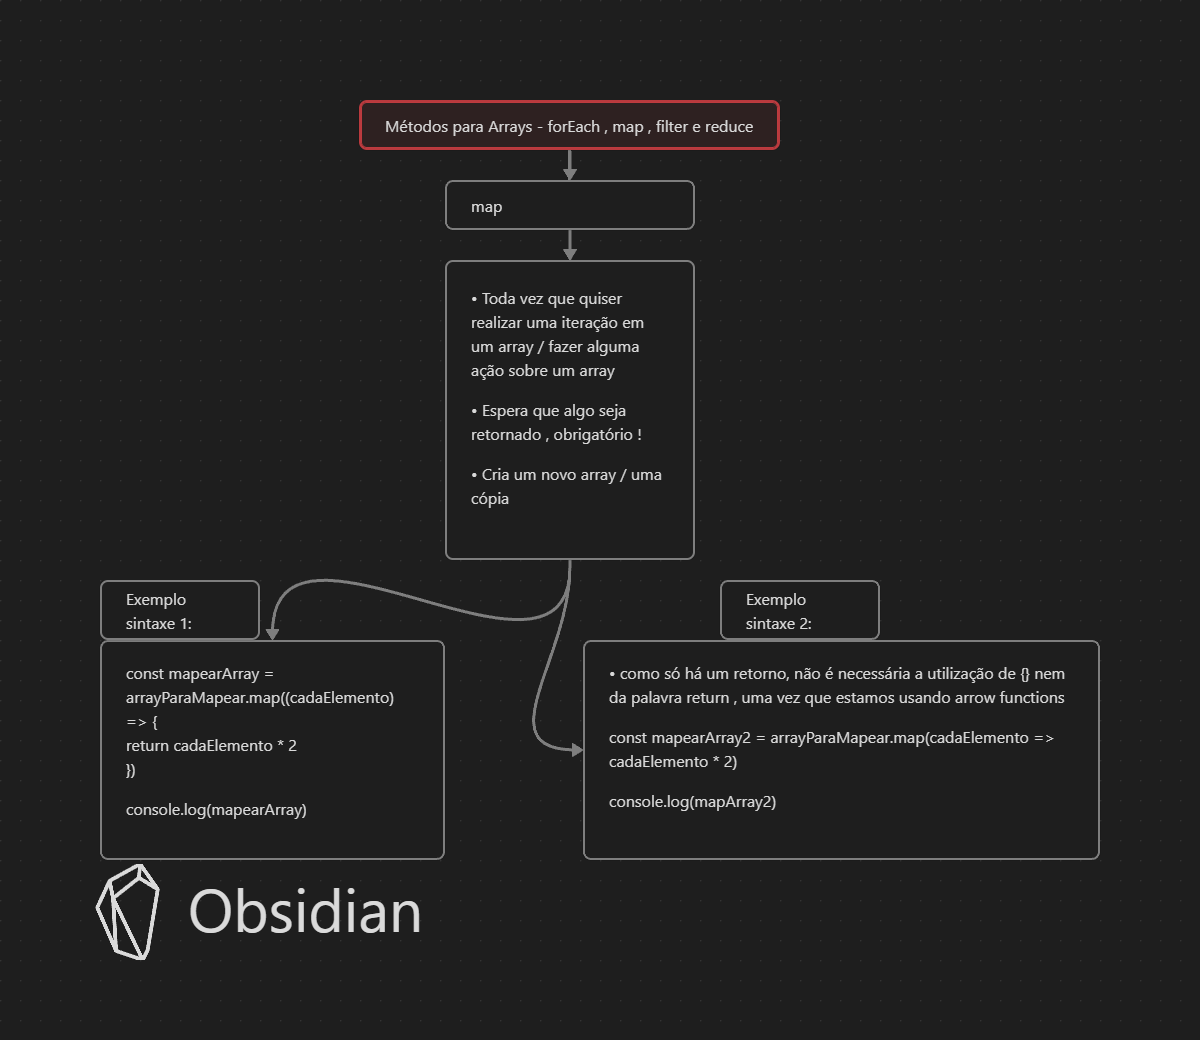 Métodos para Arrays - forEach , map , filter e reduce
map
• Toda vez que quiser
realizar uma iteração em
um array / fazer alguma
ação sobre um array
• Espera que algo seja
retornado , obrigatório !
• Cria um novo array / uma
cópia
Exemplo
sintaxe 1:
const mapearArray =
arrayParaMapear.map((cadaElemento)
=> {
return cadaElemento * 2
})
console.log(mapearArray)
Exemplo
sintaxe 2:
• como só há um retorno, não é necessária a utilização de {} nem
da palavra return , uma vez que estamos usando arrow functions
const mapearArray2 = arrayParaMapear.map(cadaElemento =>
cadaElemento * 2)
console.log(mapArray2)
Obsidian